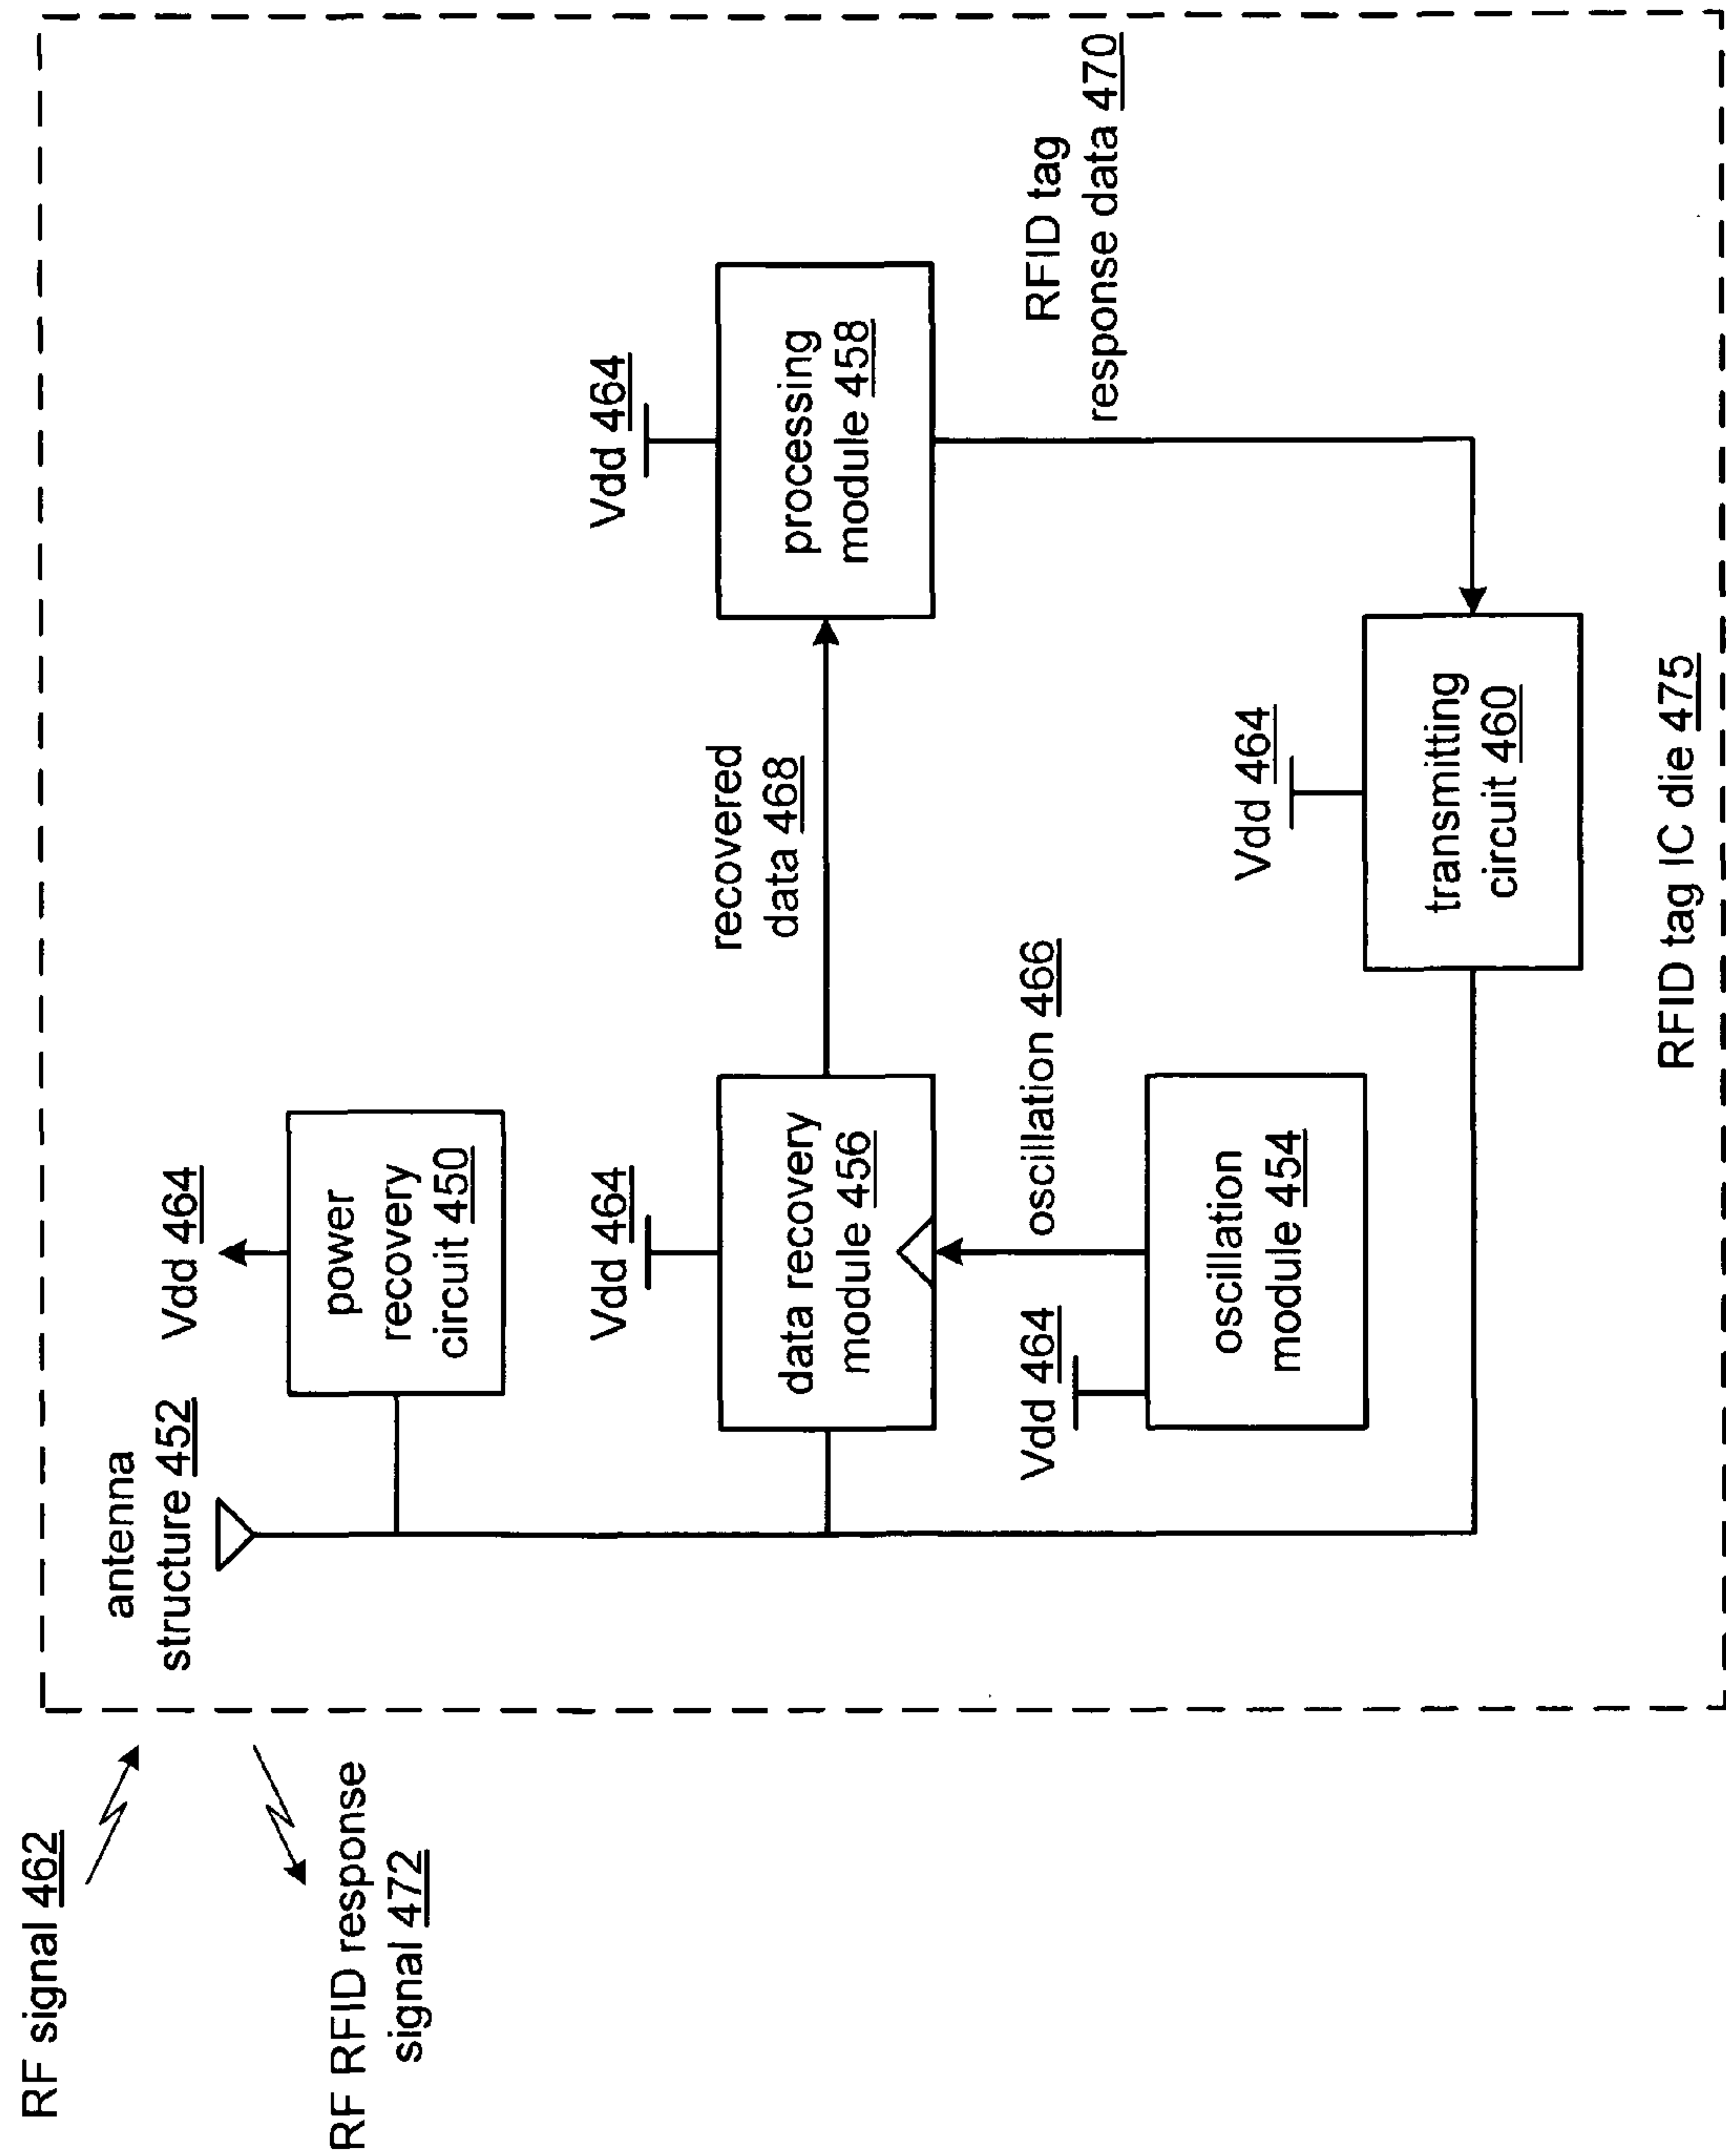 RF signal 462
RF RFID response
signal 472
antenna
structure 452
Vdd 464
power
recovery
circuit 450
Vdd 464
data recovery
module 456
recovered
data 468
Vdd 464
processing
module 458
oscillation 466
Vdd 464
oscillation
module 454
RFID tag
response data 470
Vdd 464
transmitting
circuit 460
RFID tag IC die 475